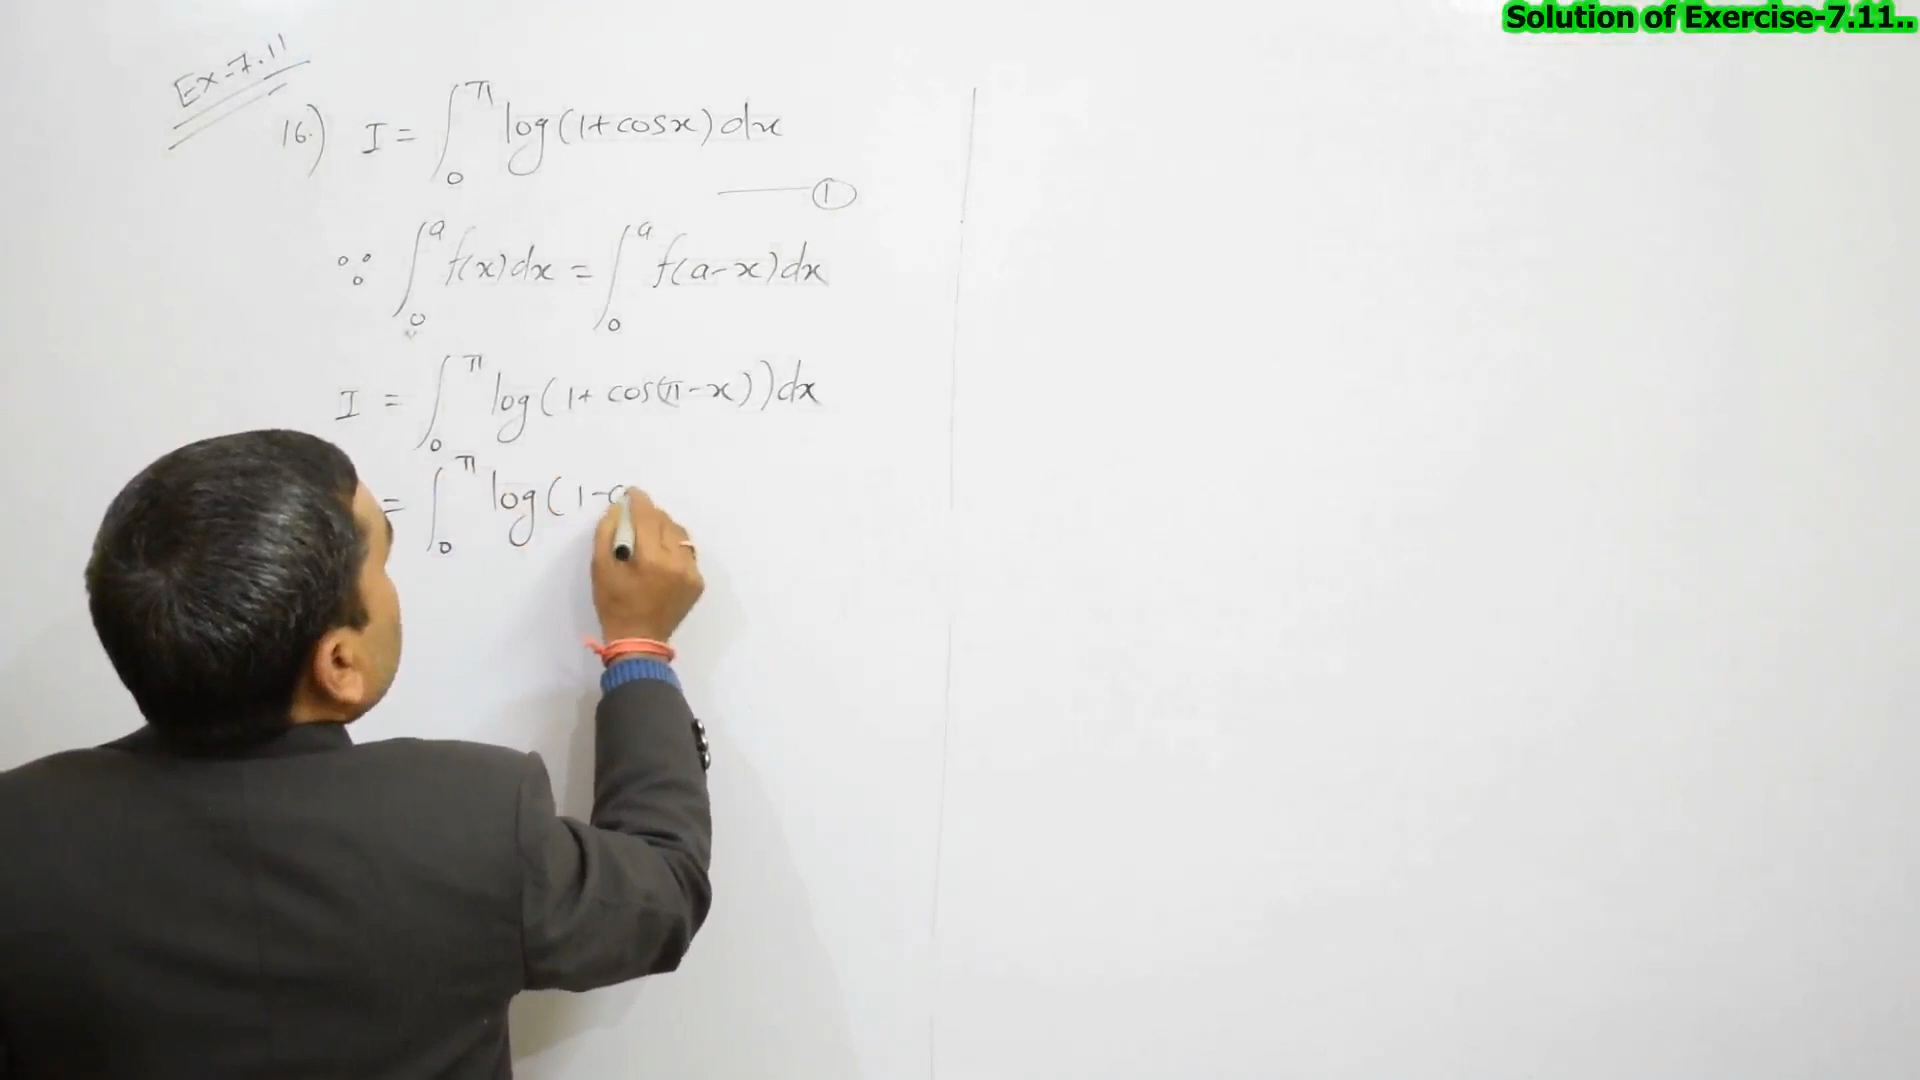 Solution of Exercise-7.11..
Ex-7.11
16.) I = ∫₀^π log(1+cosx) dx
——— ①
∵ ∫₀^a f(x)dx = ∫₀^a f(a-x)dx
I = ∫₀^π log(1+cos(π-x))dx
= ∫₀^π log(1-c